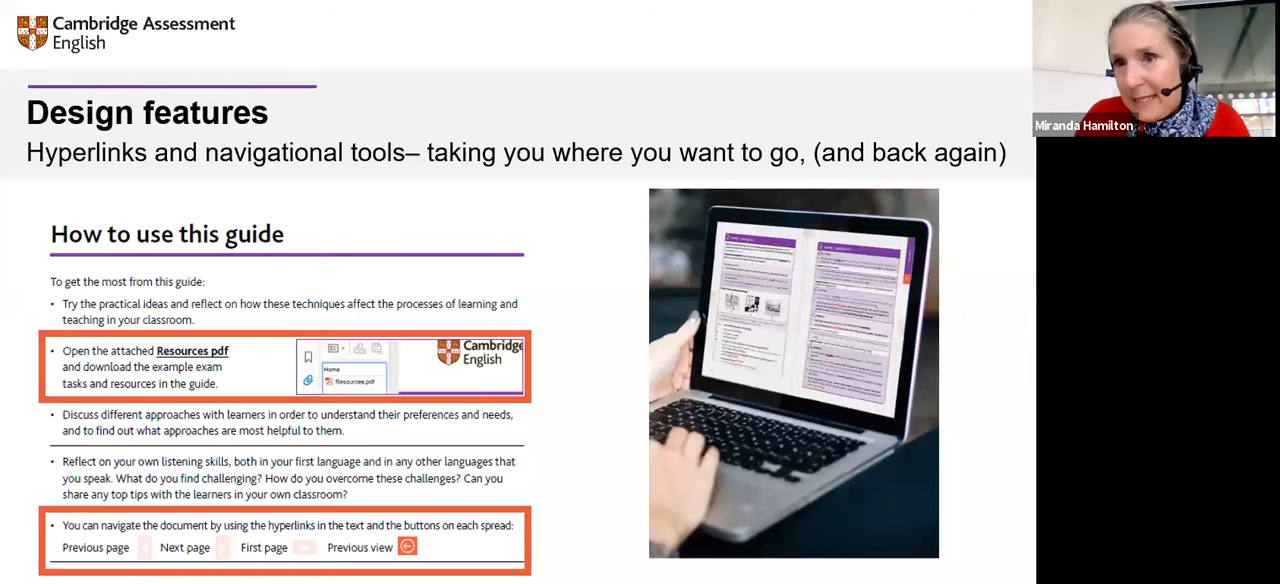 Cambridge Assessment
English
Design features
Hyperlinks and navigational tools– taking you where you want to go, (and back again)
Miranda Hamilton
How to use this guide
To get the most from this guide:
• Try the practical ideas and reflect on how these techniques affect the processes of learning and
teaching in your classroom.
• Open the attached Resources pdf
and download the example exam
tasks and resources in the guide.
Name
Resources.pdf
Cambridge
English
• Discuss different approaches with learners in order to understand their preferences and needs,
and to find out what approaches are most helpful to them.
• Reflect on your own listening skills, both in your first language and in any other languages that
you speak. What do you find challenging? How do you overcome these challenges? Can you
share any top tips with the learners in your own classroom?
• You can navigate the document by using the hyperlinks in the text and the buttons on each spread:
Previous page Next page First page Previous view